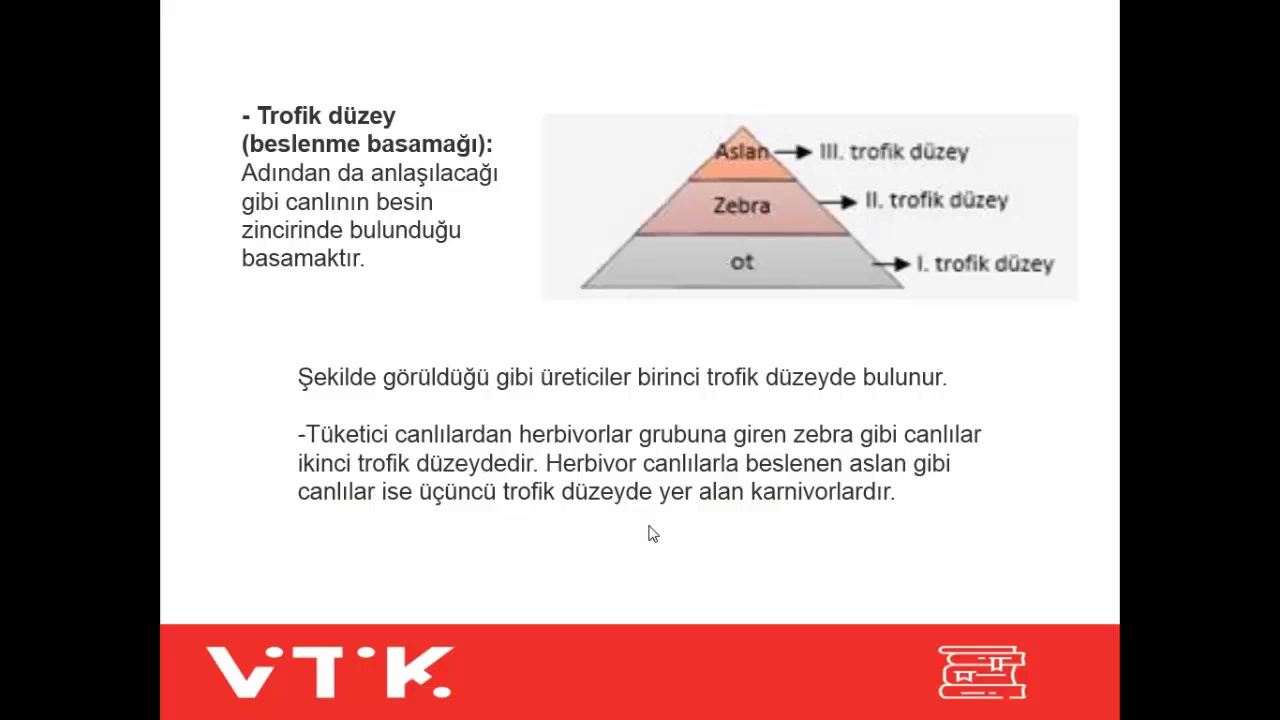 - Trofik düzey
(beslenme basamağı):
Adından da anlaşılacağı
gibi canlının besin
zincirinde bulunduğu
basamaktır.
Aslan III. trofik düzey
Zebra II. trofik düzey
ot I. trofik düzey
Şekilde görüldüğü gibi üreticiler birinci trofik düzeyde bulunur.
-Tüketici canlılardan herbivorlar grubuna giren zebra gibi canlılar
ikinci trofik düzeydedir. Herbivor canlılarla beslenen aslan gibi
canlılar ise üçüncü trofik düzeyde yer alan karnivorlardır.
ViTiK.